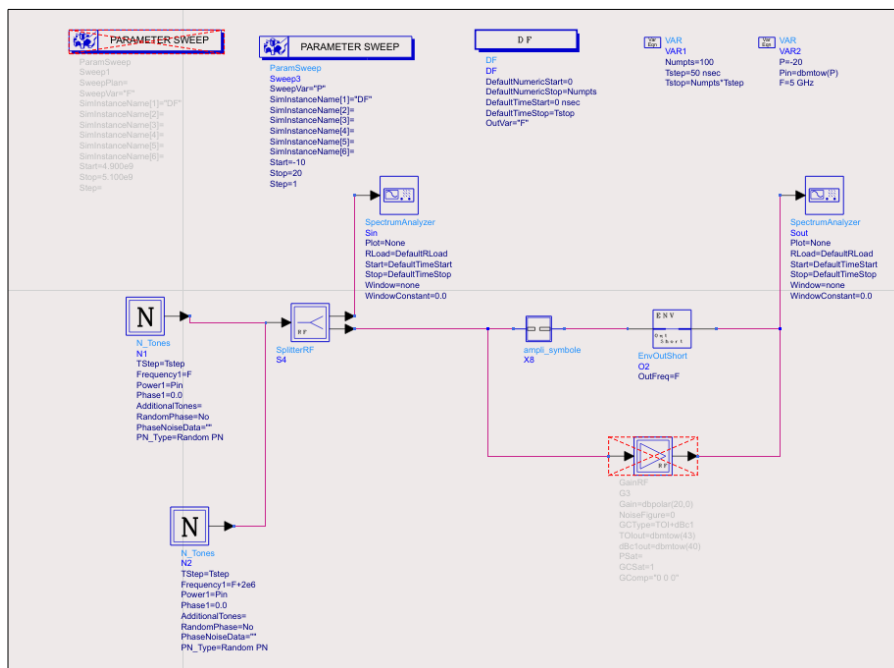 PARAMETER SWEEP
ParamSweep
Sweep1
SweepPlan=
SweepVar="F"
SimInstanceName[1]="DF"
SimInstanceName[2]=
SimInstanceName[3]=
SimInstanceName[4]=
SimInstanceName[5]=
SimInstanceName[6]=
Start=4.900e9
Stop=5.100e9
Step=
PARAMETER SWEEP
ParamSweep
Sweep3
SweepVar="P"
SimInstanceName[1]="DF"
SimInstanceName[2]=
SimInstanceName[3]=
SimInstanceName[4]=
SimInstanceName[5]=
SimInstanceName[6]=
Start=-10
Stop=20
Step=1
DF
DF
DF
DefaultNumericStart=0
DefaultNumericStop=Numpts
DefaultTimeStart=0 nsec
DefaultTimeStop=Tstop
OutVar="F"
Var
Eqn
VAR
VAR1
Numpts=100
Tstep=50 nsec
Tstop=Numpts*Tstep
Var
Eqn
VAR
VAR2
P=-20
Pin=dbmtow(P)
F=5 GHz
SpectrumAnalyzer
Sin
Plot=None
RLoad=DefaultRLoad
Start=DefaultTimeStart
Stop=DefaultTimeStop
Window=none
WindowConstant=0.0
SpectrumAnalyzer
Sout
Plot=None
RLoad=DefaultRLoad
Start=DefaultTimeStart
Stop=DefaultTimeStop
Window=none
WindowConstant=0.0
N
N_Tones
N1
TStep=Tstep
Frequency1=F
Power1=Pin
Phase1=0.0
AdditionalTones=
RandomPhase=No
PhaseNoiseData=""
PN_Type=Random PN
RF
SplitterRF
S4
ampli_symbole
X8
ENV
Out
Short
EnvOutShort
O2
OutFreq=F
RF
GainRF
G3
Gain=dbpolar(20,0)
NoiseFigure=0
GCType=TOI+dBc1
TOIout=dbmtow(43)
dBc1out=dbmtow(40)
PSat=
GCSat=1
GComp="0 0 0"
N
N_Tones
N2
TStep=Tstep
Frequency1=F+2e6
Power1=Pin
Phase1=0.0
AdditionalTones=
RandomPhase=No
PhaseNoiseData=""
PN_Type=Random PN